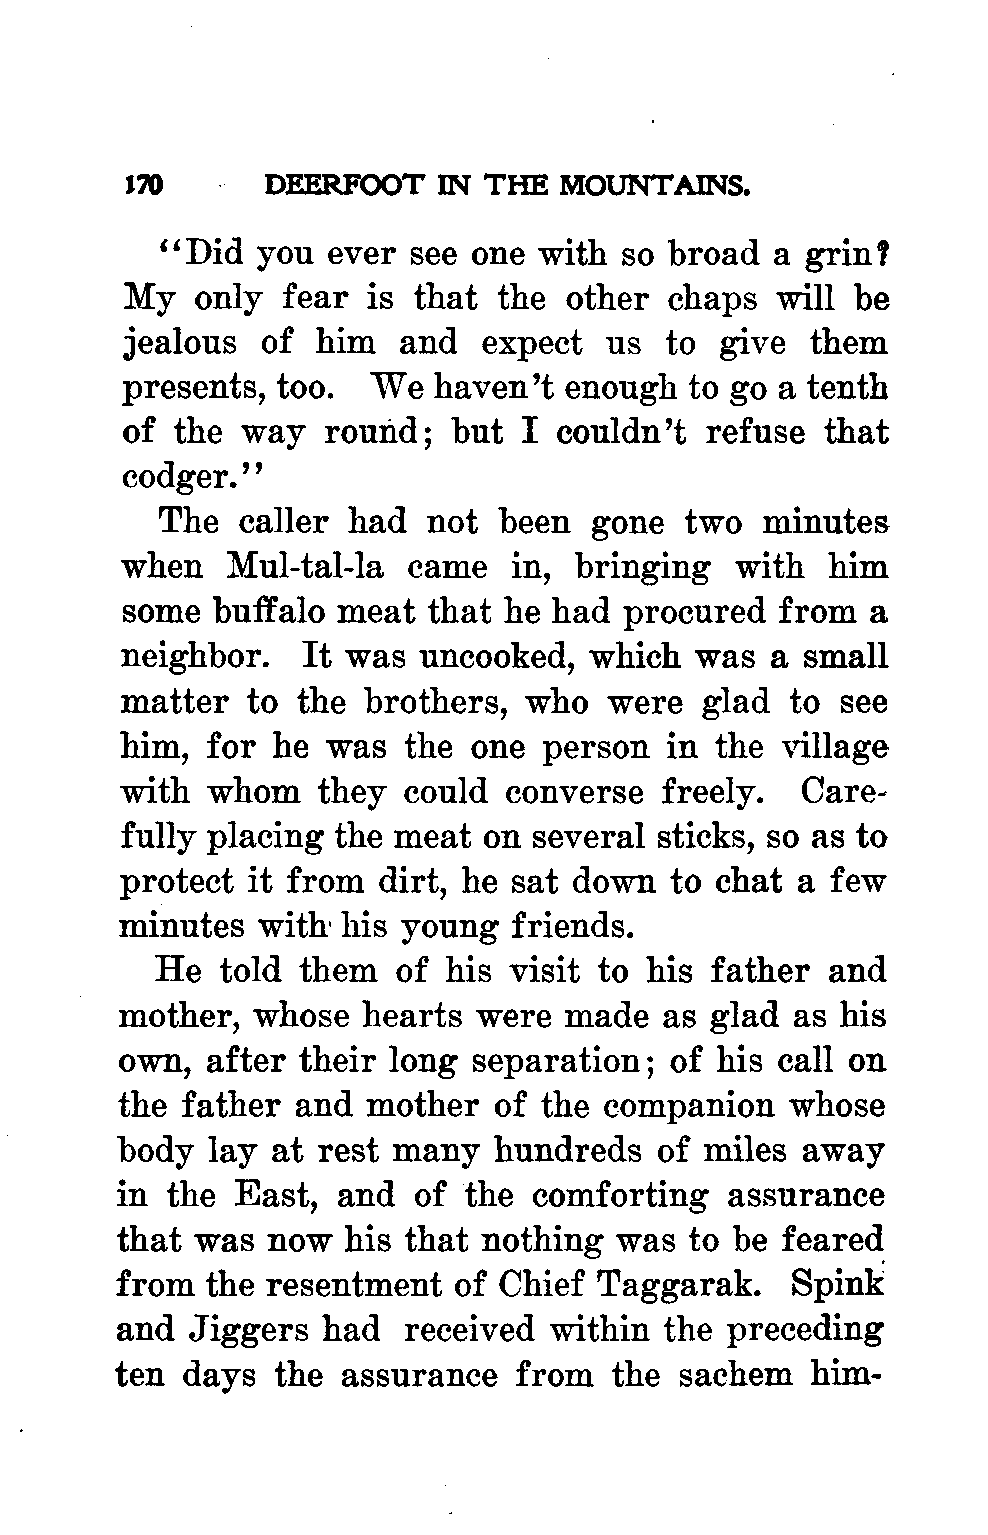 170 DEERFOOT IN THE MOUNTAINS.
“Did you ever see one with so broad a grin?
My only fear is that the other chaps will be
jealous of him and expect us to give them
presents, too. We haven’t enough to go a tenth
of the way round; but I couldn’t refuse that
codger.”
The caller had not been gone two minutes
when Mul-tal-la came in, bringing with him
some buffalo meat that he had procured from a
neighbor. It was uncooked, which was a small
matter to the brothers, who were glad to see
him, for he was the one person in the village
with whom they could converse freely. Care-
fully placing the meat on several sticks, so as to
protect it from dirt, he sat down to chat a few
minutes with his young friends.
He told them of his visit to his father and
mother, whose hearts were made as glad as his
own, after their long separation; of his call on
the father and mother of the companion whose
body lay at rest many hundreds of miles away
in the East, and of the comforting assurance
that was now his that nothing was to be feared
from the resentment of Chief Taggarak. Spink
and Jiggers had received within the preceding
ten days the assurance from the sachem him-